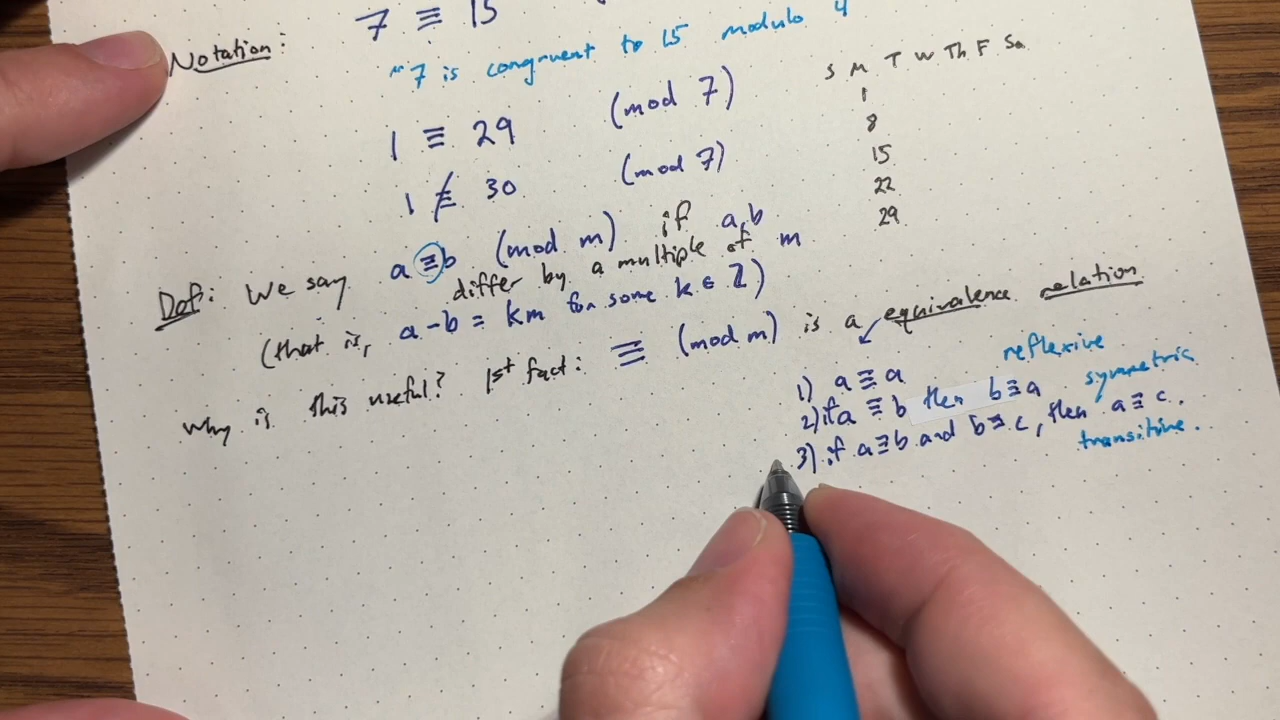 7 ≡ 15
Notation:
"7 is congruent to 15 modulo 4
S M T W Th F Sa
1
8
15
22
29
1 ≡ 29 (mod 7)
1 ≢ 30 (mod 7)
Def: We say a ≡ b (mod m) if a,b
differ by a multiple of m
(that is, a-b = km for some k ∈ ℤ)
Why is this useful? 1st fact: ≡ (mod m) is a equivalence relation
1) a ≡ a reflexive
2) if a ≡ b then b ≡ a symmetric
3) if a ≡ b and b ≡ c, then a ≡ c.
transitive.